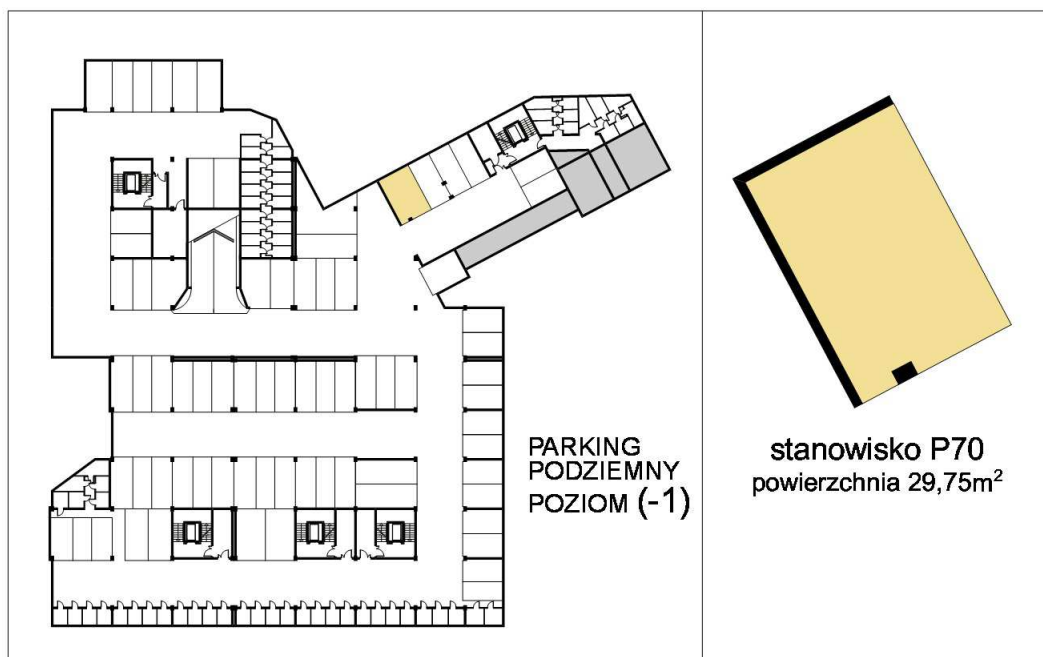 PARKING
PODZIEMNY
POZIOM (-1)
stanowisko P70
powierzchnia 29,75m²